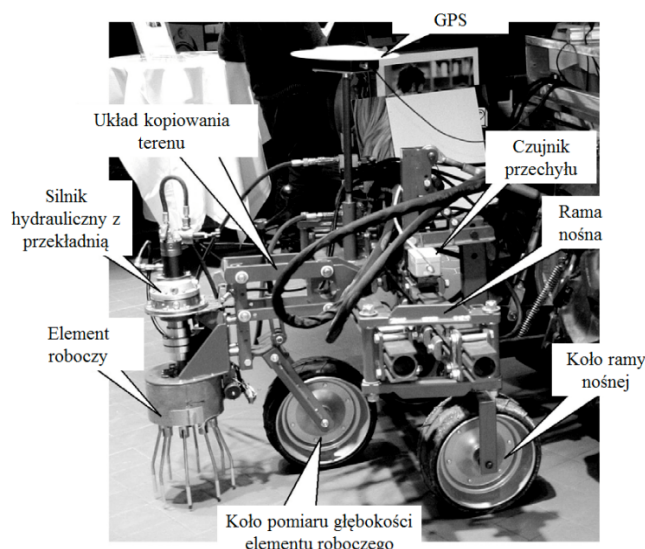 GPS
Układ kopiowania
terenu
Czujnik
przechyłu
Silnik
hydrauliczny z
przekładnią
Rama
nośna
Element
roboczy
Koło ramy
nośnej
Koło pomiaru głębokości
elementu roboczego